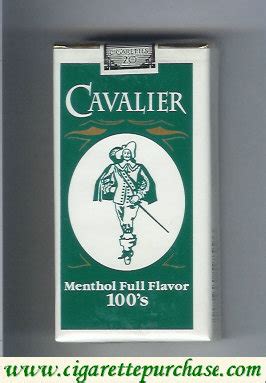 CIGARETTES
20
CAVALIER
Menthol Full Flavor
100's
www.cigarettepurchase.com